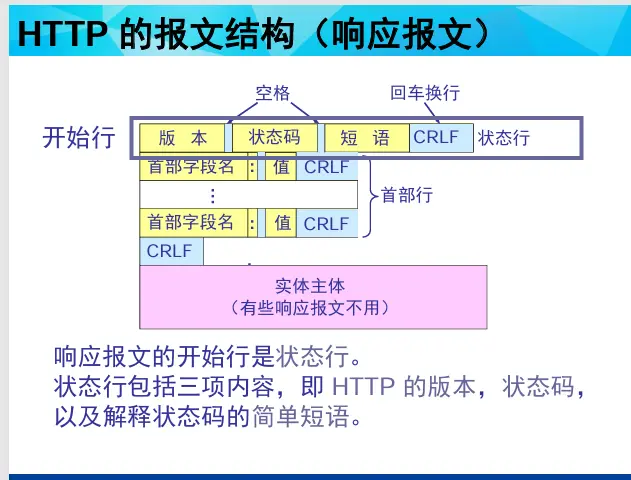 HTTP 的报文结构（响应报文）
空格 回车换行
开始行 版 本 状态码 短 语 CRLF 状态行
首部字段名 : 值 CRLF
⋮ 首部行
首部字段名 : 值 CRLF
CRLF
实体主体
（有些响应报文不用）
响应报文的开始行是状态行。
状态行包括三项内容，即 HTTP 的版本，状态码，
以及解释状态码的简单短语。